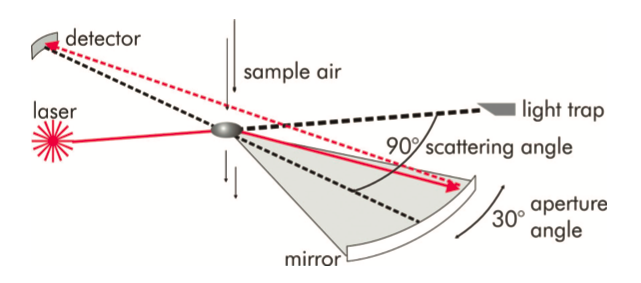 detector
sample air
laser
light trap
90° scattering angle
30° aperture
angle
mirror